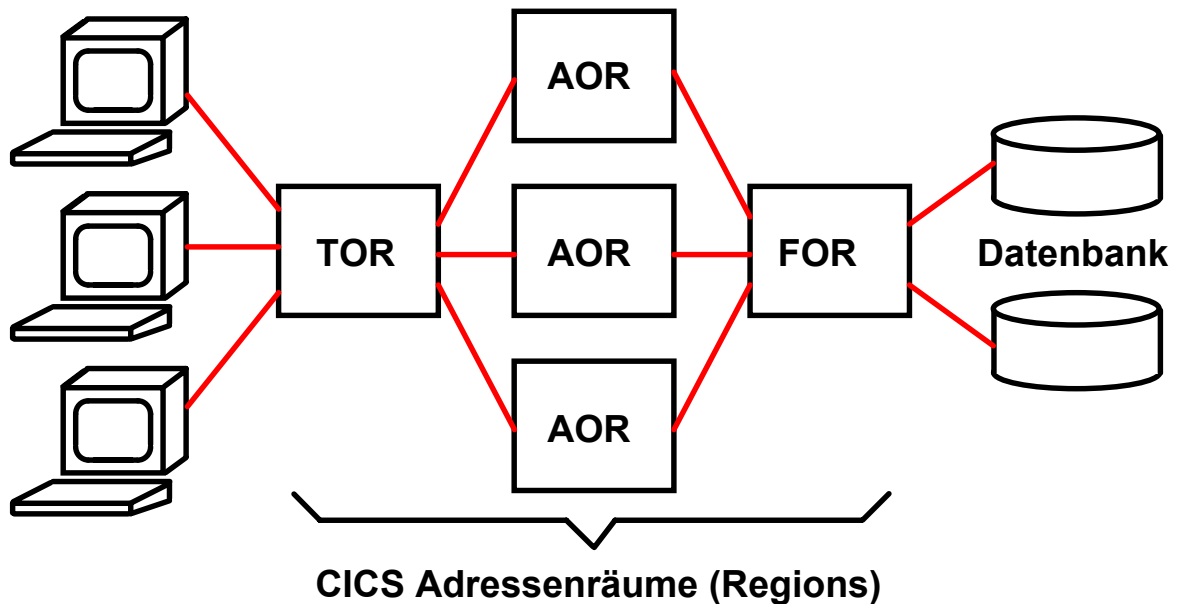 AOR
TOR
AOR
FOR
Datenbank
AOR
CICS Adressenräume (Regions)